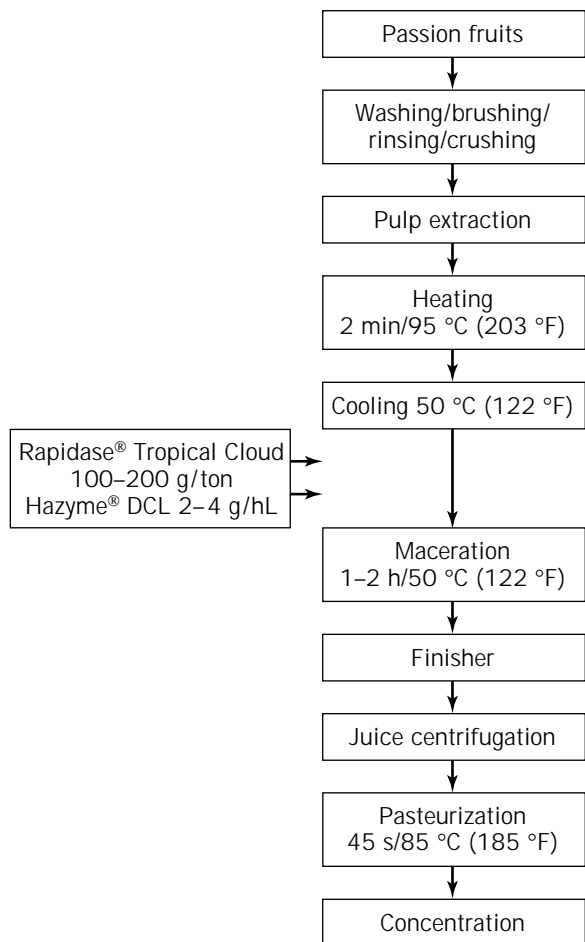 Passion fruits
Washing/brushing/
rinsing/crushing
Pulp extraction
Heating
2 min/95 °C (203 °F)
Cooling 50 °C (122 °F)
Rapidase® Tropical Cloud
100–200 g/ton
Hazyme® DCL 2–4 g/hL
Maceration
1–2 h/50 °C (122 °F)
Finisher
Juice centrifugation
Pasteurization
45 s/85 °C (185 °F)
Concentration